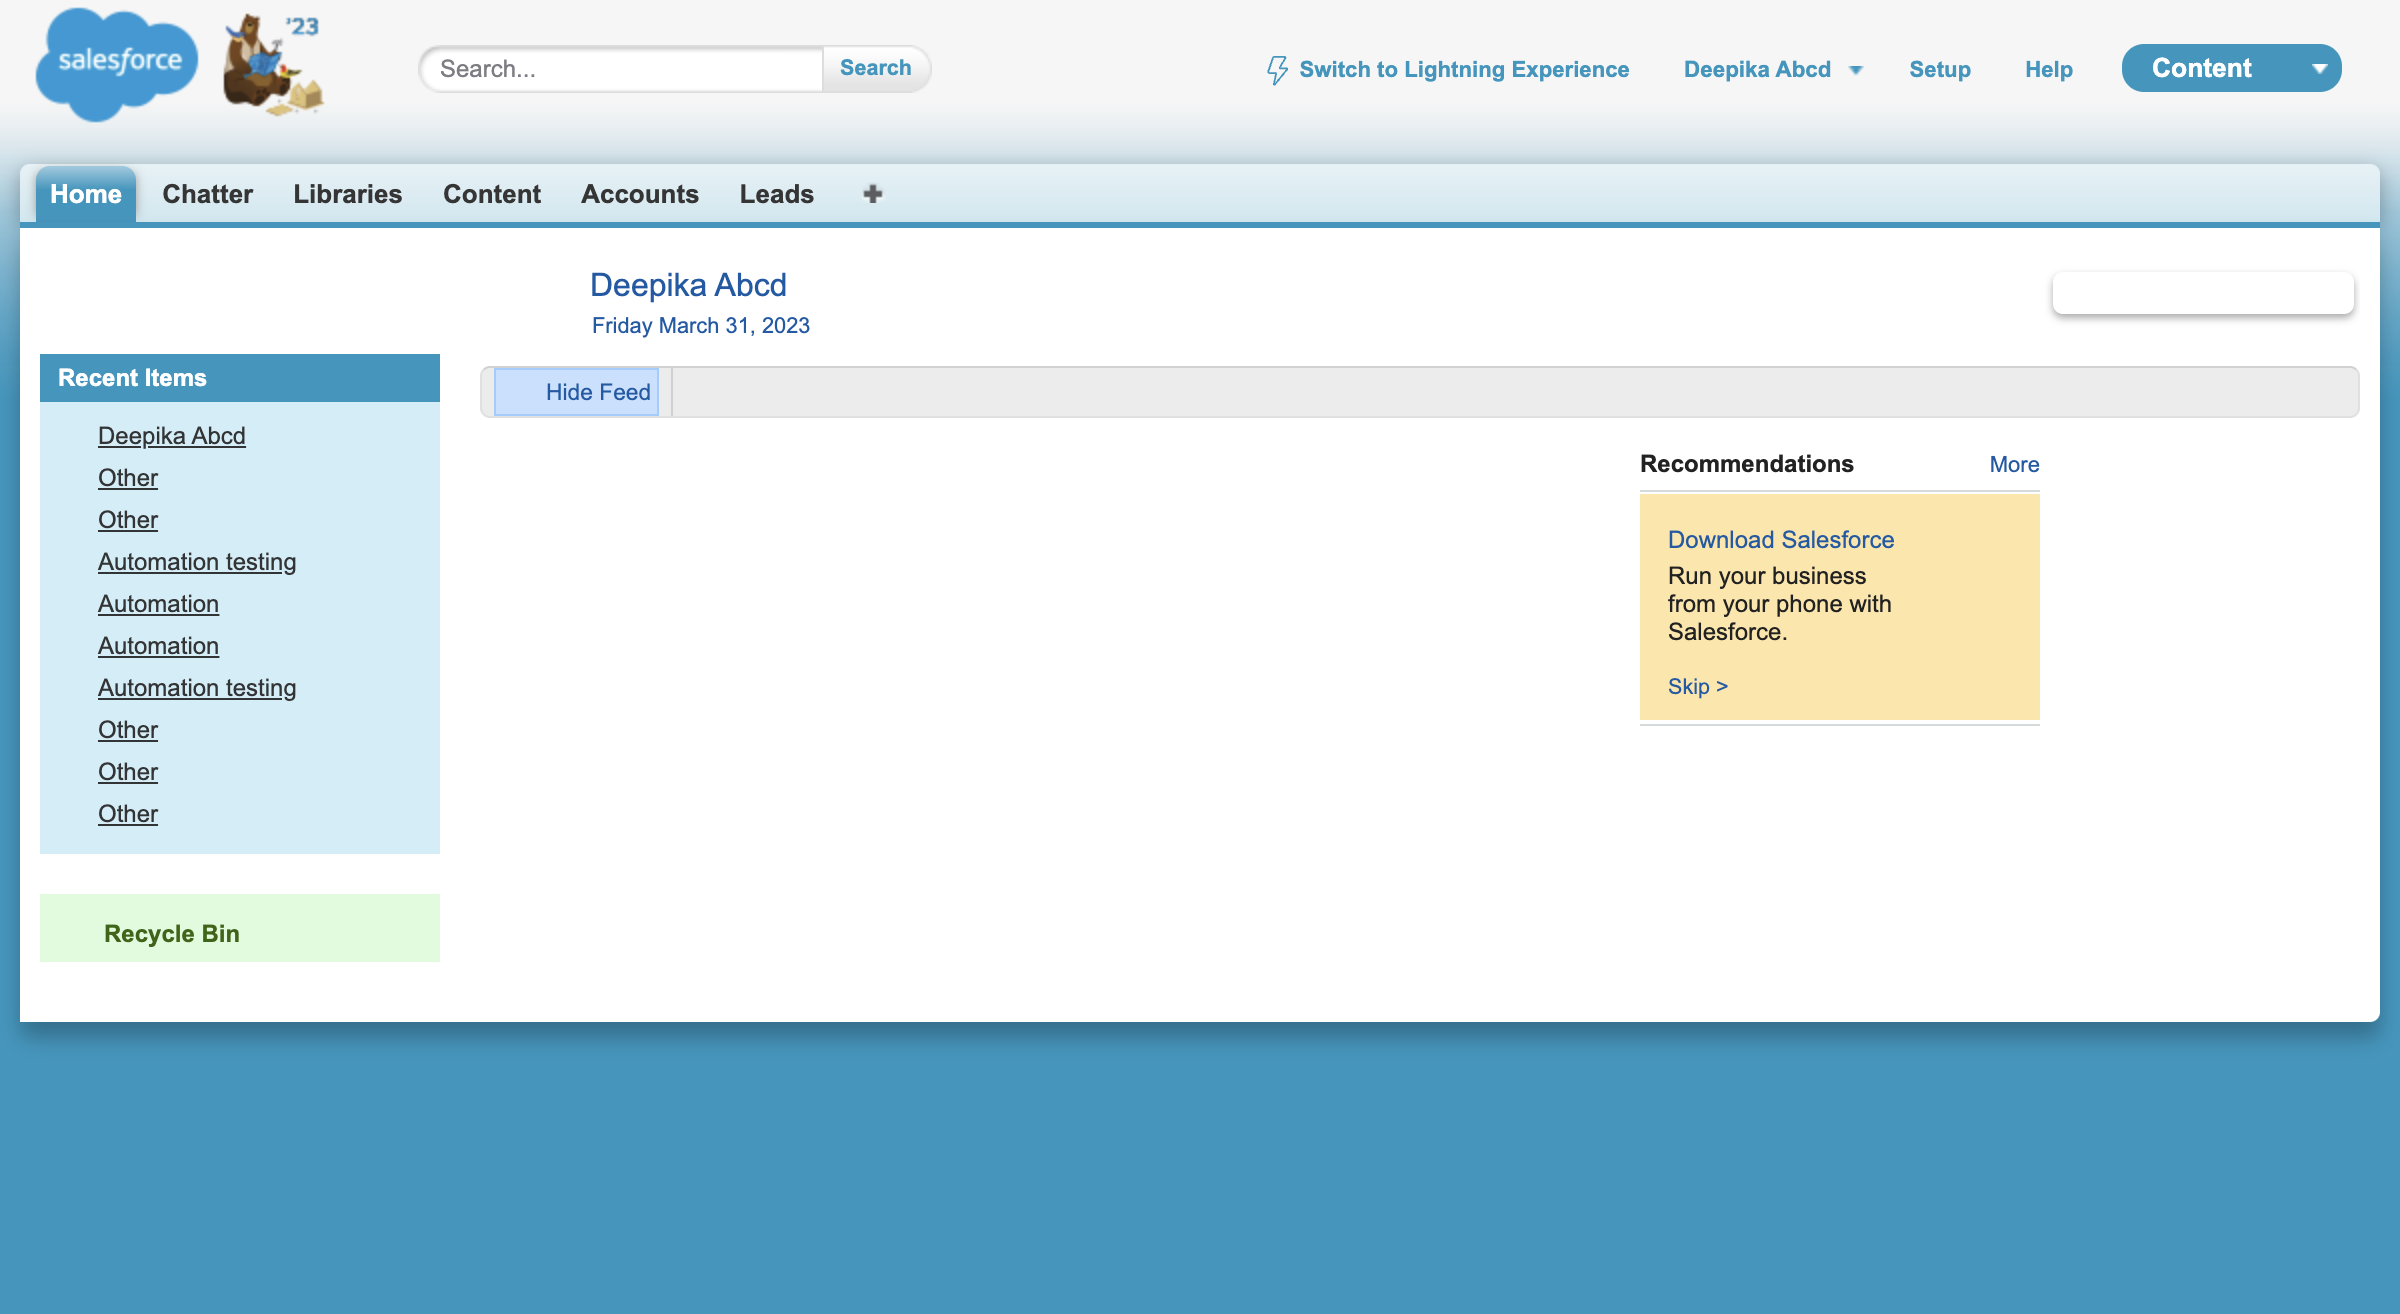 salesforce
'23
Search...
Search
Switch to Lightning Experience
Deepika Abcd
Setup
Help
Content
Home
Chatter
Libraries
Content
Accounts
Leads
Deepika Abcd
Friday March 31, 2023
Recent Items
Deepika Abcd
Other
Other
Automation testing
Automation
Automation
Automation testing
Other
Other
Other
Recycle Bin
Hide Feed
Recommendations
More
Download Salesforce
Run your business
from your phone with
Salesforce.
Skip >